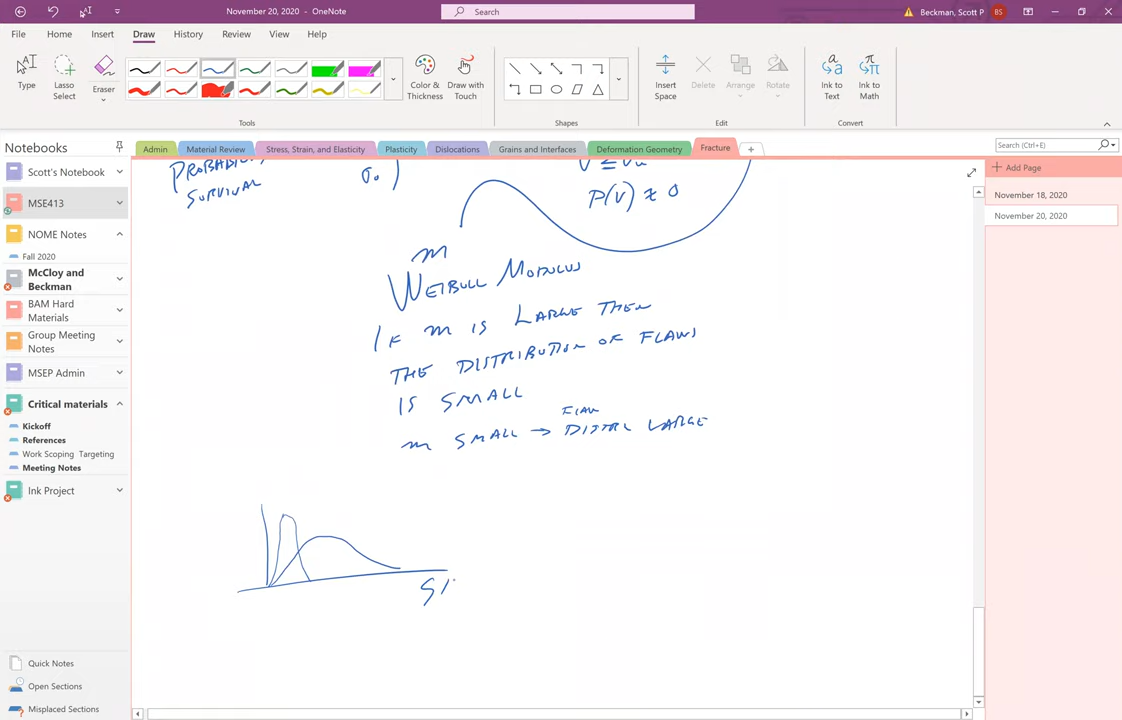 November 20, 2020 - OneNote
Search
Beckman, Scott P
BS
File Home Insert Draw History Review View Help
Type
Lasso Select
Eraser
Color & Thickness
Draw with Touch
Insert Space
Delete
Arrange
Rotate
Ink to Text
Ink to Math
Tools
Shapes
Edit
Convert
Notebooks
Admin Material Review Stress, Strain, and Elasticity Plasticity Dislocations Grains and Interfaces Deformation Geometry Fracture
Search (Ctrl+E)
Scott's Notebook
MSE413
NOME Notes
Fall 2020
McCloy and
Beckman
BAM Hard
Materials
Group Meeting
Notes
MSEP Admin
Critical materials
Kickoff
References
Work Scoping Targeting
Meeting Notes
Ink Project
Quick Notes
Open Sections
Misplaced Sections
Add Page
November 18, 2020
November 20, 2020
SURVIVAL
σ₀ )
P(V) ≈ 0
m
WEIBULL MODULUS
IF m IS LARGE THEN
THE DISTRIBUTION OF FLAWS
IS SMALL
FLAW
m SMALL → DISTR LARGE